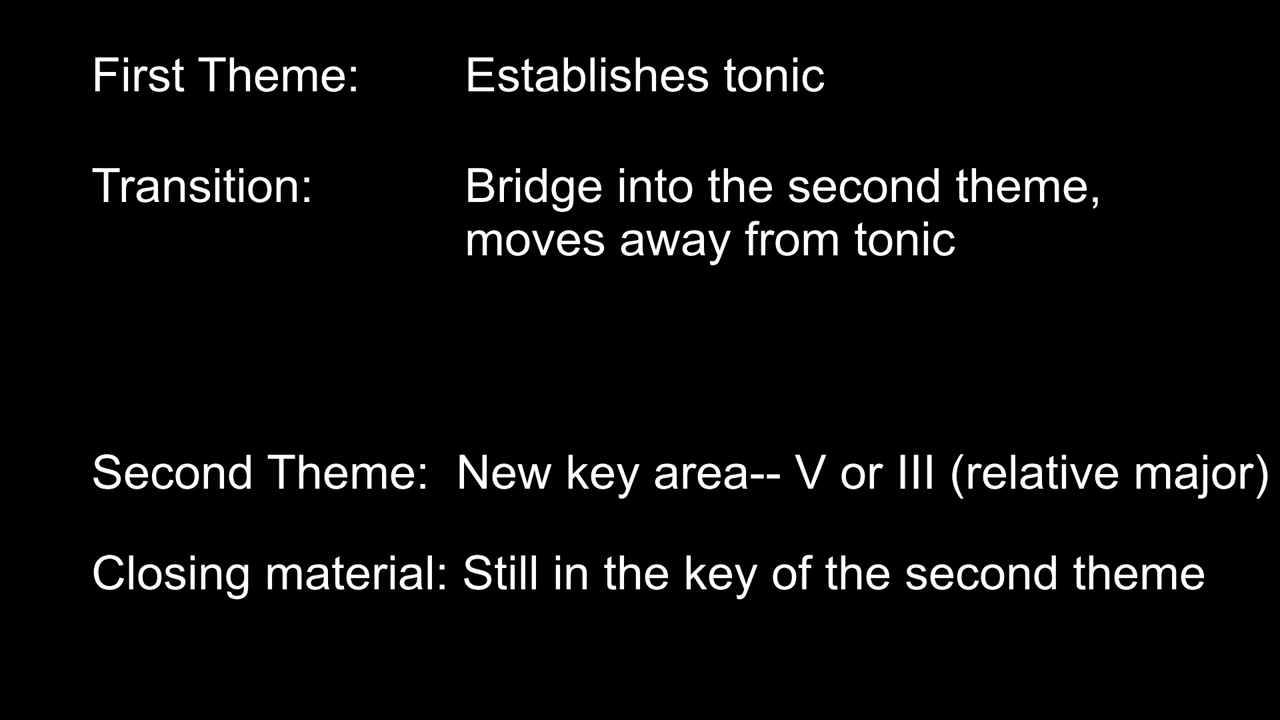 First Theme: Establishes tonic
Transition: Bridge into the second theme,
moves away from tonic
Second Theme: New key area-- V or III (relative major)
Closing material: Still in the key of the second theme